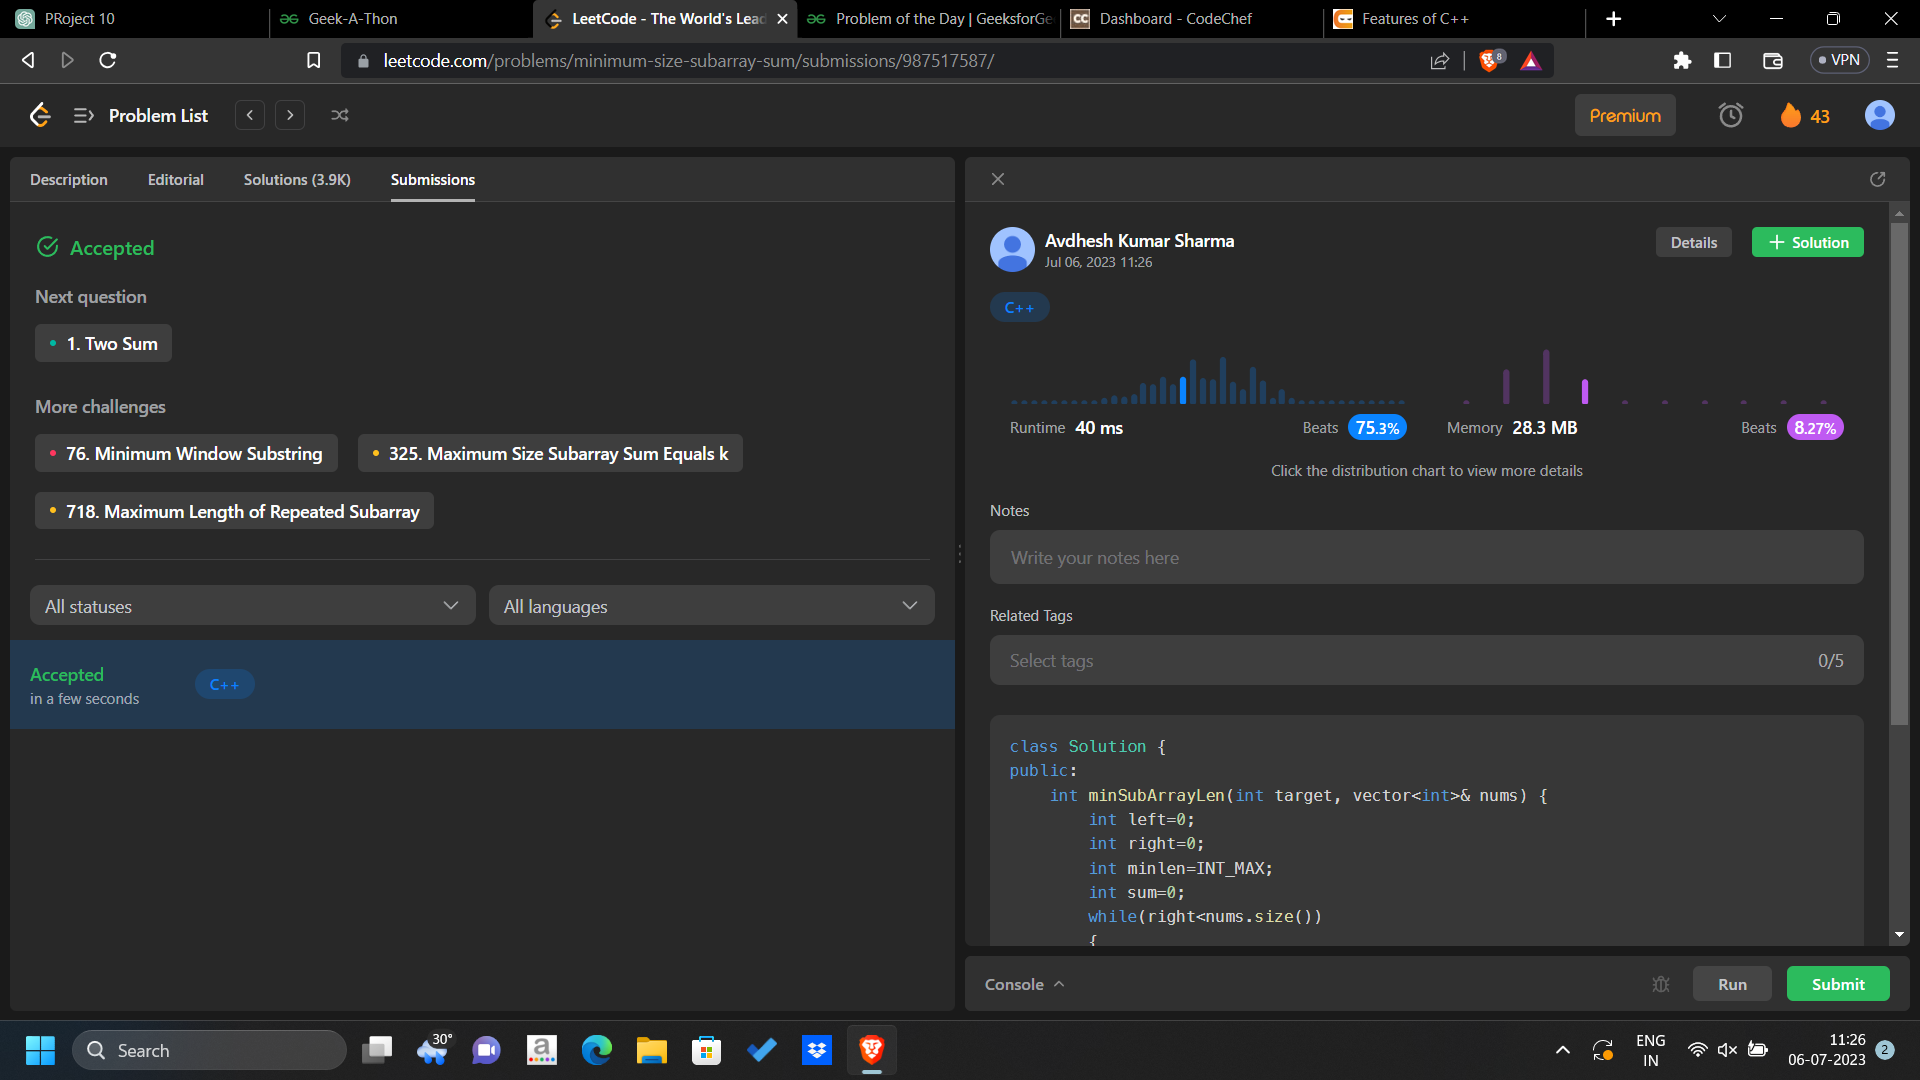 PRoject 10
Geek-A-Thon
LeetCode - The World's Lead
Problem of the Day | GeeksforGe
CC Dashboard - CodeChef
Features of C++
leetcode.com/problems/minimum-size-subarray-sum/submissions/987517587/
8
VPN
Problem List
Premium
43
Description
Editorial
Solutions (3.9K)
Submissions
Accepted
Next question
1. Two Sum
More challenges
76. Minimum Window Substring
325. Maximum Size Subarray Sum Equals k
718. Maximum Length of Repeated Subarray
All statuses
All languages
Accepted
in a few seconds
C++
Avdhesh Kumar Sharma
Jul 06, 2023 11:26
Details
+ Solution
C++
Runtime 40 ms
Beats 75.3%
Memory 28.3 MB
Beats 8.27%
Click the distribution chart to view more details
Notes
Write your notes here
Related Tags
Select tags
0/5
class Solution {
public:
    int minSubArrayLen(int target, vector<int>& nums) {
        int left=0;
        int right=0;
        int minlen=INT_MAX;
        int sum=0;
        while(right<nums.size())
        {
Console
Run
Submit
Search
30°
a
ENG
IN
11:26
06-07-2023
2